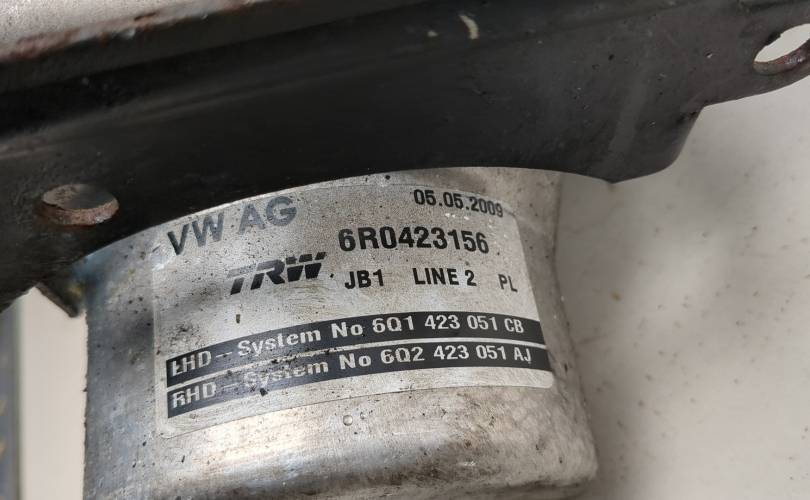 VW AG 05.05.2009
6R0423156
TRW JB1 LINE 2 PL
LHD - System No 6Q1 423 051 CB
RHD - System No 6Q2 423 051 AJ